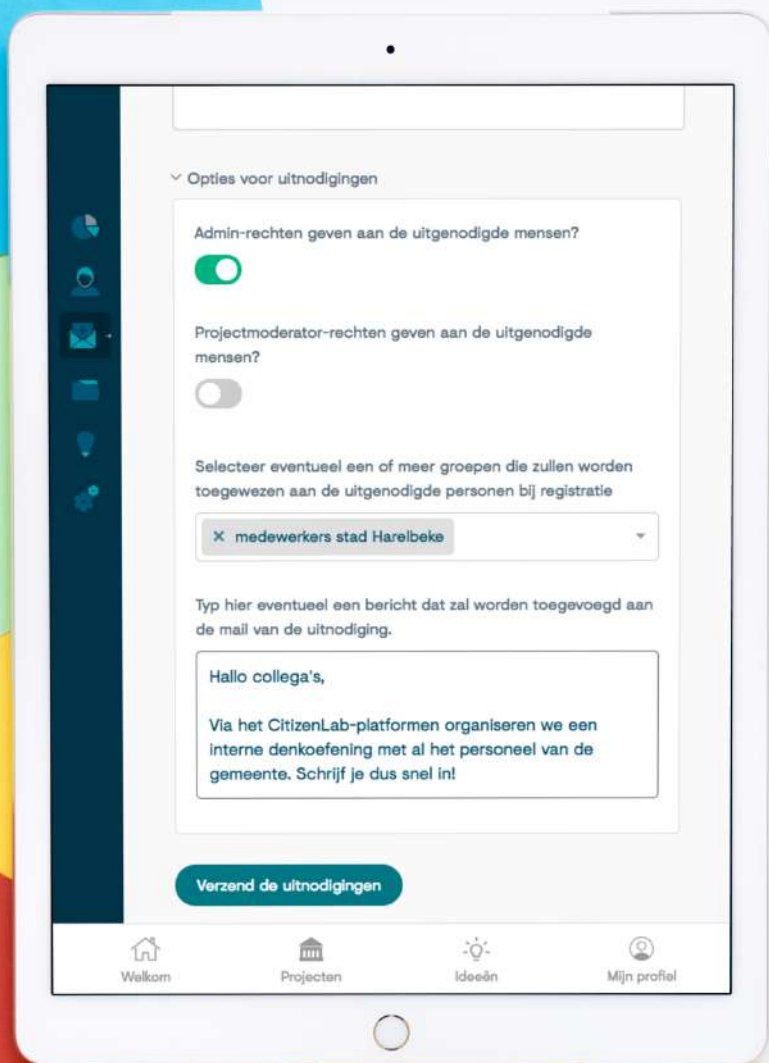 Opties voor uitnodigingen
Admin-rechten geven aan de uitgenodigde mensen?
Projectmoderator-rechten geven aan de uitgenodigde
mensen?
Selecteer eventueel een of meer groepen die zullen worden
toegewezen aan de uitgenodigde personen bij registratie
× medewerkers stad Harelbeke
Typ hier eventueel een bericht dat zal worden toegevoegd aan
de mail van de uitnodiging.
Hallo collega's,
Via het CitizenLab-platformen organiseren we een
interne denkoefening met al het personeel van de
gemeente. Schrijf je dus snel in!
Verzend de uitnodigingen
Welkom Projecten Ideeën Mijn profiel